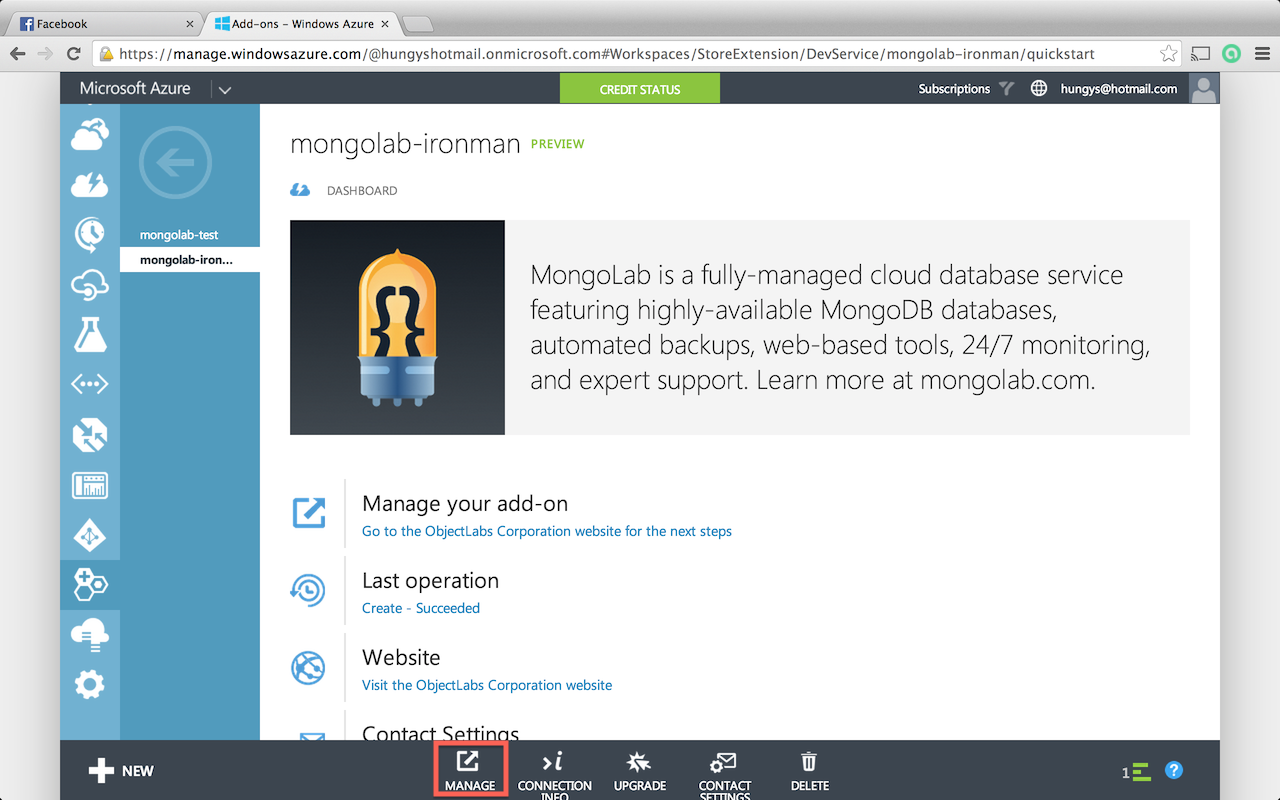 Facebook
Add-ons - Windows Azure
https://manage.windowsazure.com/@hungyshotmail.onmicrosoft.com#Workspaces/StoreExtension/DevService/mongolab-ironman/quickstart
Microsoft Azure
CREDIT STATUS
Subscriptions
hungys@hotmail.com
mongolab-test
mongolab-iron...
mongolab-ironman PREVIEW
DASHBOARD
MongoLab is a fully-managed cloud database service
featuring highly-available MongoDB databases,
automated backups, web-based tools, 24/7 monitoring,
and expert support. Learn more at mongolab.com.
Manage your add-on
Go to the ObjectLabs Corporation website for the next steps
Last operation
Create - Succeeded
Website
Visit the ObjectLabs Corporation website
Contact Settings
NEW
MANAGE
CONNECTION
INFO
UPGRADE
CONTACT
SETTINGS
DELETE
1